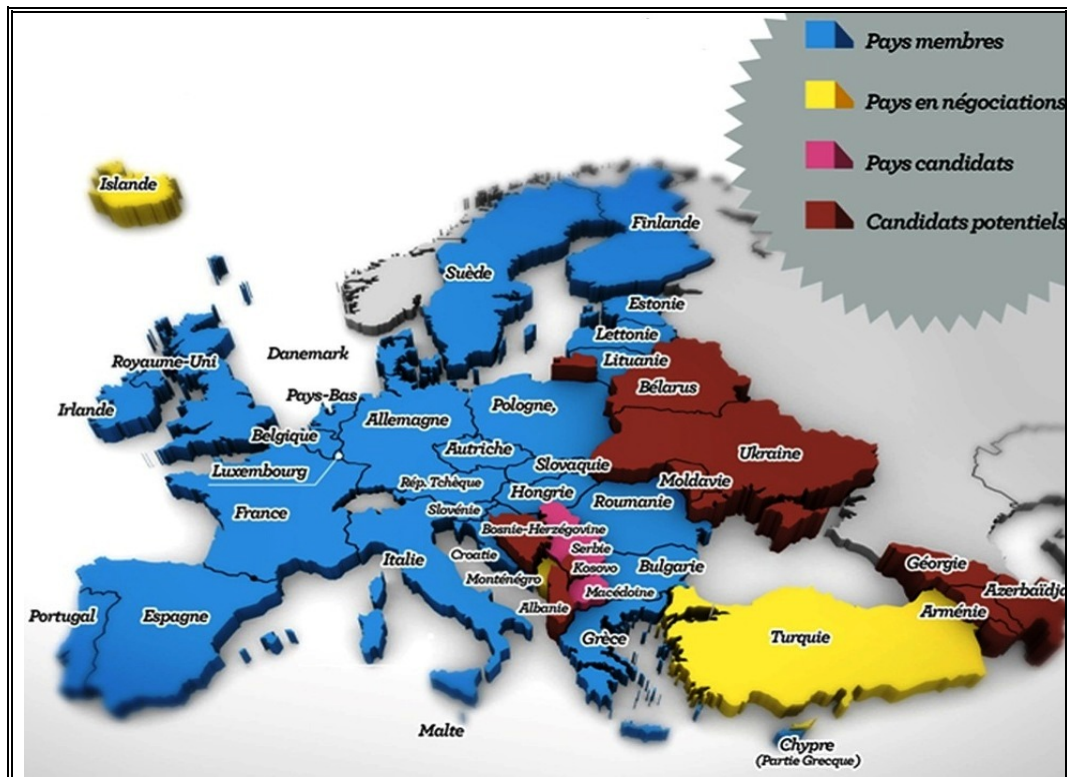 Pays membres
Pays en négociations
Pays candidats
Candidats potentiels
Islande
Finlande
Suède
Estonie
Lettonie
Lituanie
Royaume-Uni
Danemark
Bélarus
Pays-Bas
Irlande
Allemagne
Pologne,
Belgique
Autriche
Ukraine
Luxembourg
Slovaquie
Rép. Tchèque
Moldavie
Hongrie
Roumanie
France
Slovénie
Bosnie-Herzégovine
Croatie
Serbie
Italie
Kosovo
Bulgarie
Géorgie
Monténégro
Macédoine
Azerbaïdj
Albanie
Arménie
Portugal
Espagne
Grèce
Turquie
Malte
Chypre
(Partie Grecque)